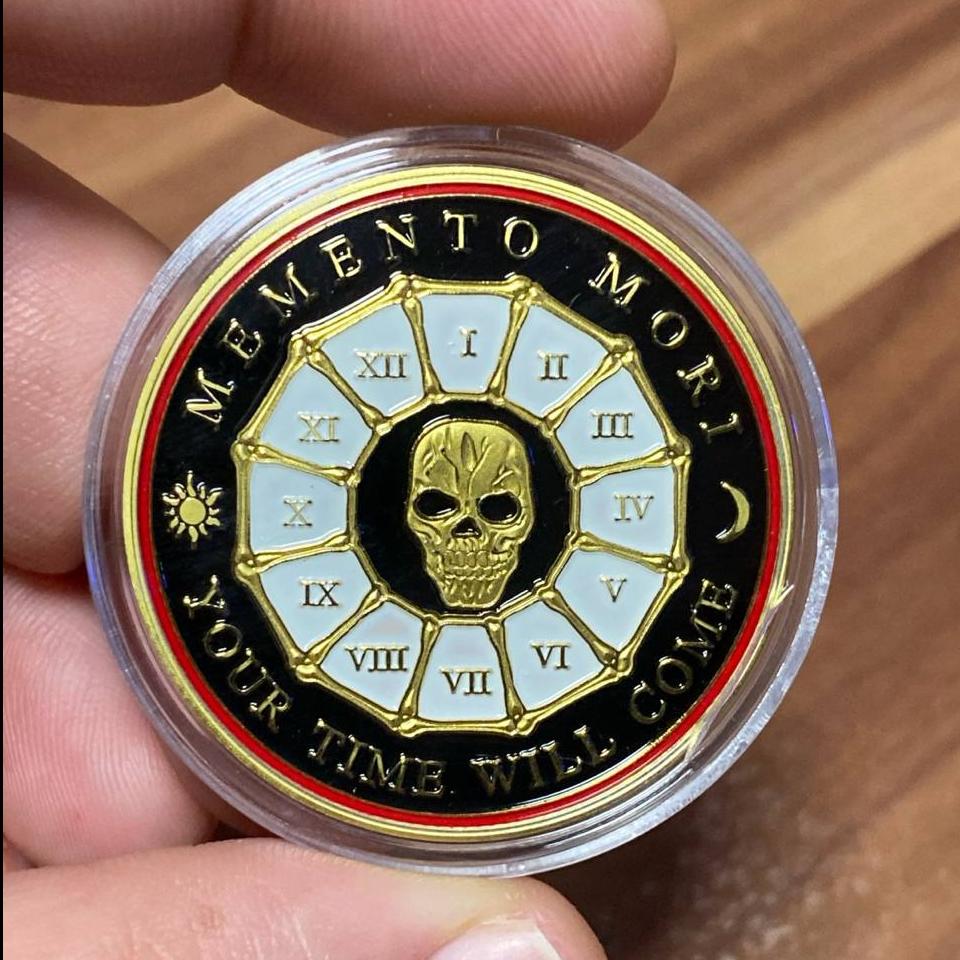 MEMENTO MORI
I
II
III
IV
V
VI
VII
VIII
IX
X
XI
XII
YOUR TIME WILL COME